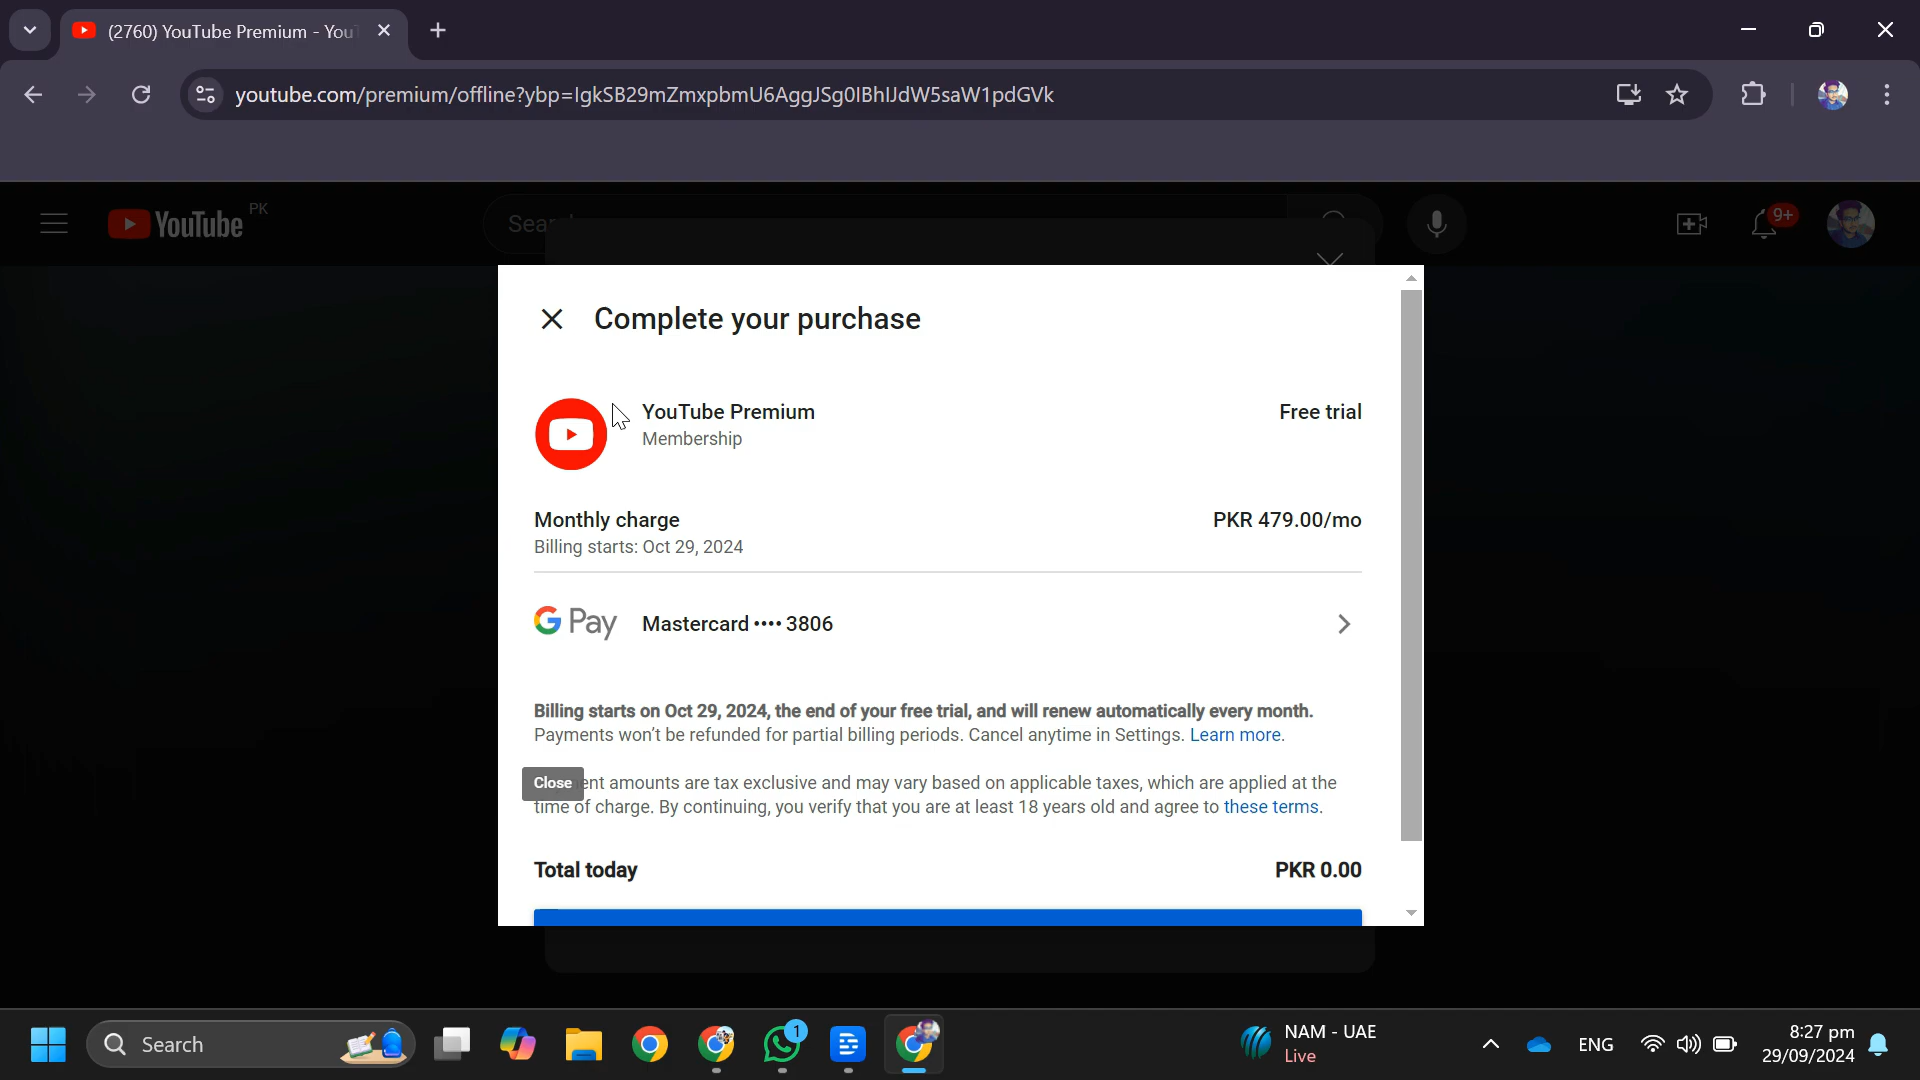 (2760) YouTube Premium - You
youtube.com/premium/offline?ybp=IgkSB29mZmxpbmU6AggJSg0IBhIJdW5saW1pdGVk
YouTube PK
9+
Complete your purchase
YouTube Premium Free trial
Membership
Monthly charge PKR 479.00/mo
Billing starts: Oct 29, 2024
G Pay Mastercard •••• 3806
Billing starts on Oct 29, 2024, the end of your free trial, and will renew automatically every month.
Payments won't be refunded for partial billing periods. Cancel anytime in Settings. Learn more.
Close
amounts are tax exclusive and may vary based on applicable taxes, which are applied at the
time of charge. By continuing, you verify that you are at least 18 years old and agree to these terms.
Total today PKR 0.00
Search
1
NAM - UAE
Live
ENG
8:27 pm
29/09/2024